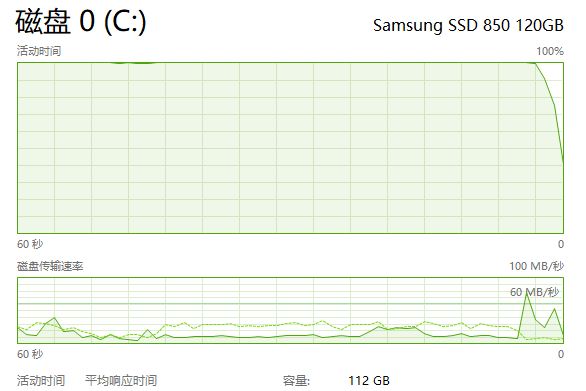 磁盘 0 (C:) Samsung SSD 850 120GB
活动时间 100%
60 秒 0
磁盘传输速率 100 MB/秒
60 MB/秒
60 秒 0
活动时间 平均响应时间 容量: 112 GB